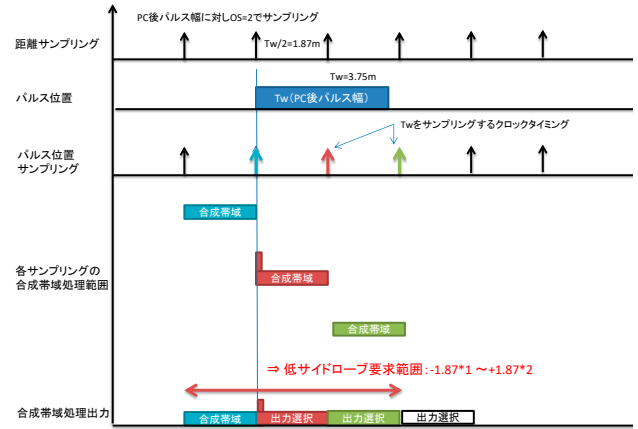 PC後パルス幅に対しOS=2でサンプリング
距離サンプリング
Tw/2=1.87m
Tw=3.75m
パルス位置
Tw(PC後パルス幅)
Twをサンプリングするクロックタイミング
パルス位置
サンプリング
合成帯域
各サンプリングの
合成帯域処理範囲
合成帯域
合成帯域
⇒ 低サイドローブ要求範囲:-1.87*1 ~+1.87*2
合成帯域処理出力
合成帯域
出力選択
出力選択
出力選択